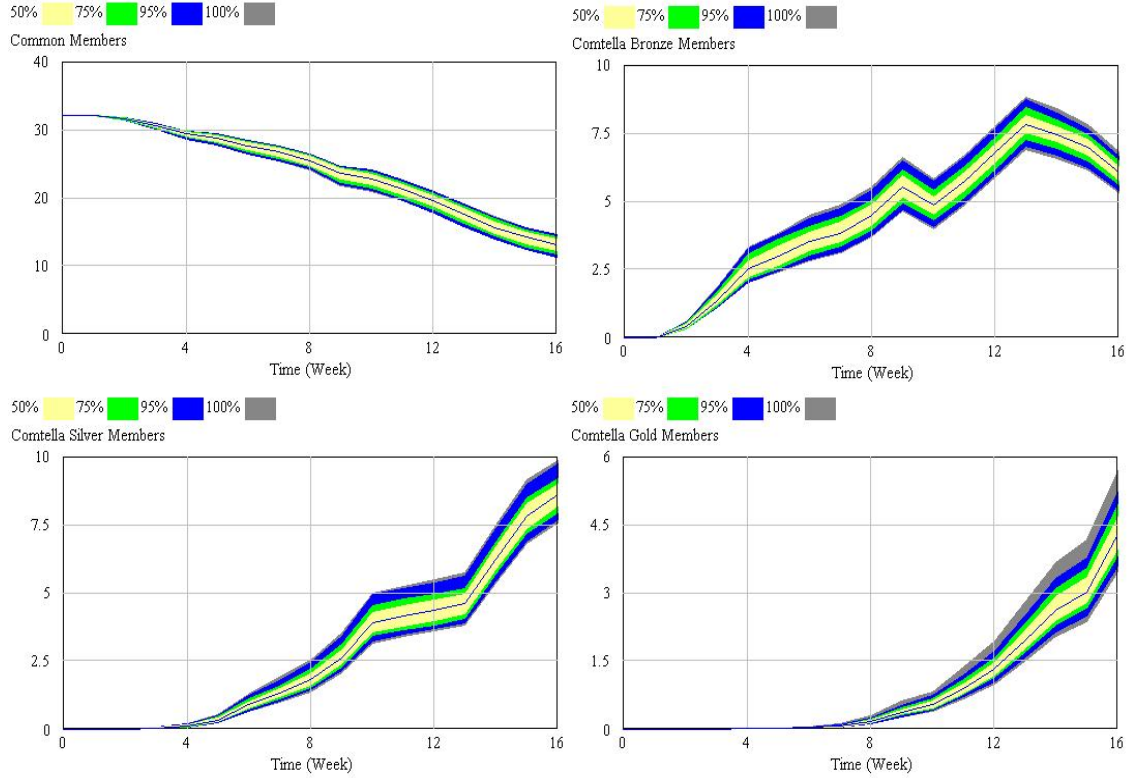 50% 75% 95% 100%
Common Members
40
30
20
10
0
0 4 8 12 16
Time (Week)
50% 75% 95% 100%
Comtella Bronze Members
10
7.5
5
2.5
0
0 4 8 12 16
Time (Week)
50% 75% 95% 100%
Comtella Silver Members
10
7.5
5
2.5
0
0 4 8 12 16
Time (Week)
50% 75% 95% 100%
Comtella Gold Members
6
4.5
3
1.5
0
0 4 8 12 16
Time (Week)